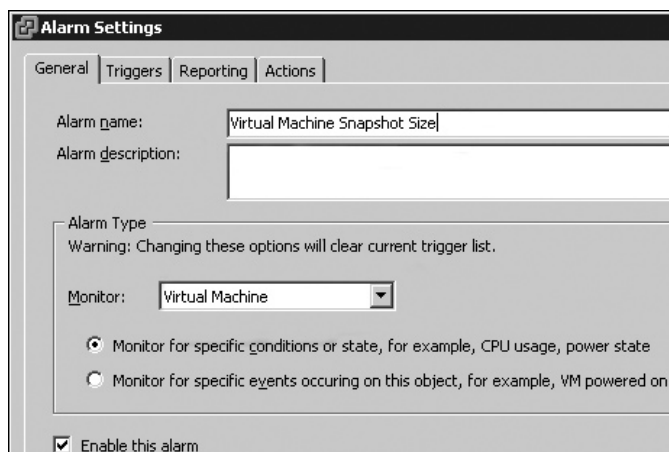 Alarm Settings
General Triggers Reporting Actions
Alarm name: Virtual Machine Snapshot Size
Alarm description:
Alarm Type
Warning: Changing these options will clear current trigger list.
Monitor: Virtual Machine
Monitor for specific conditions or state, for example, CPU usage, power state
Monitor for specific events occuring on this object, for example, VM powered on
Enable this alarm